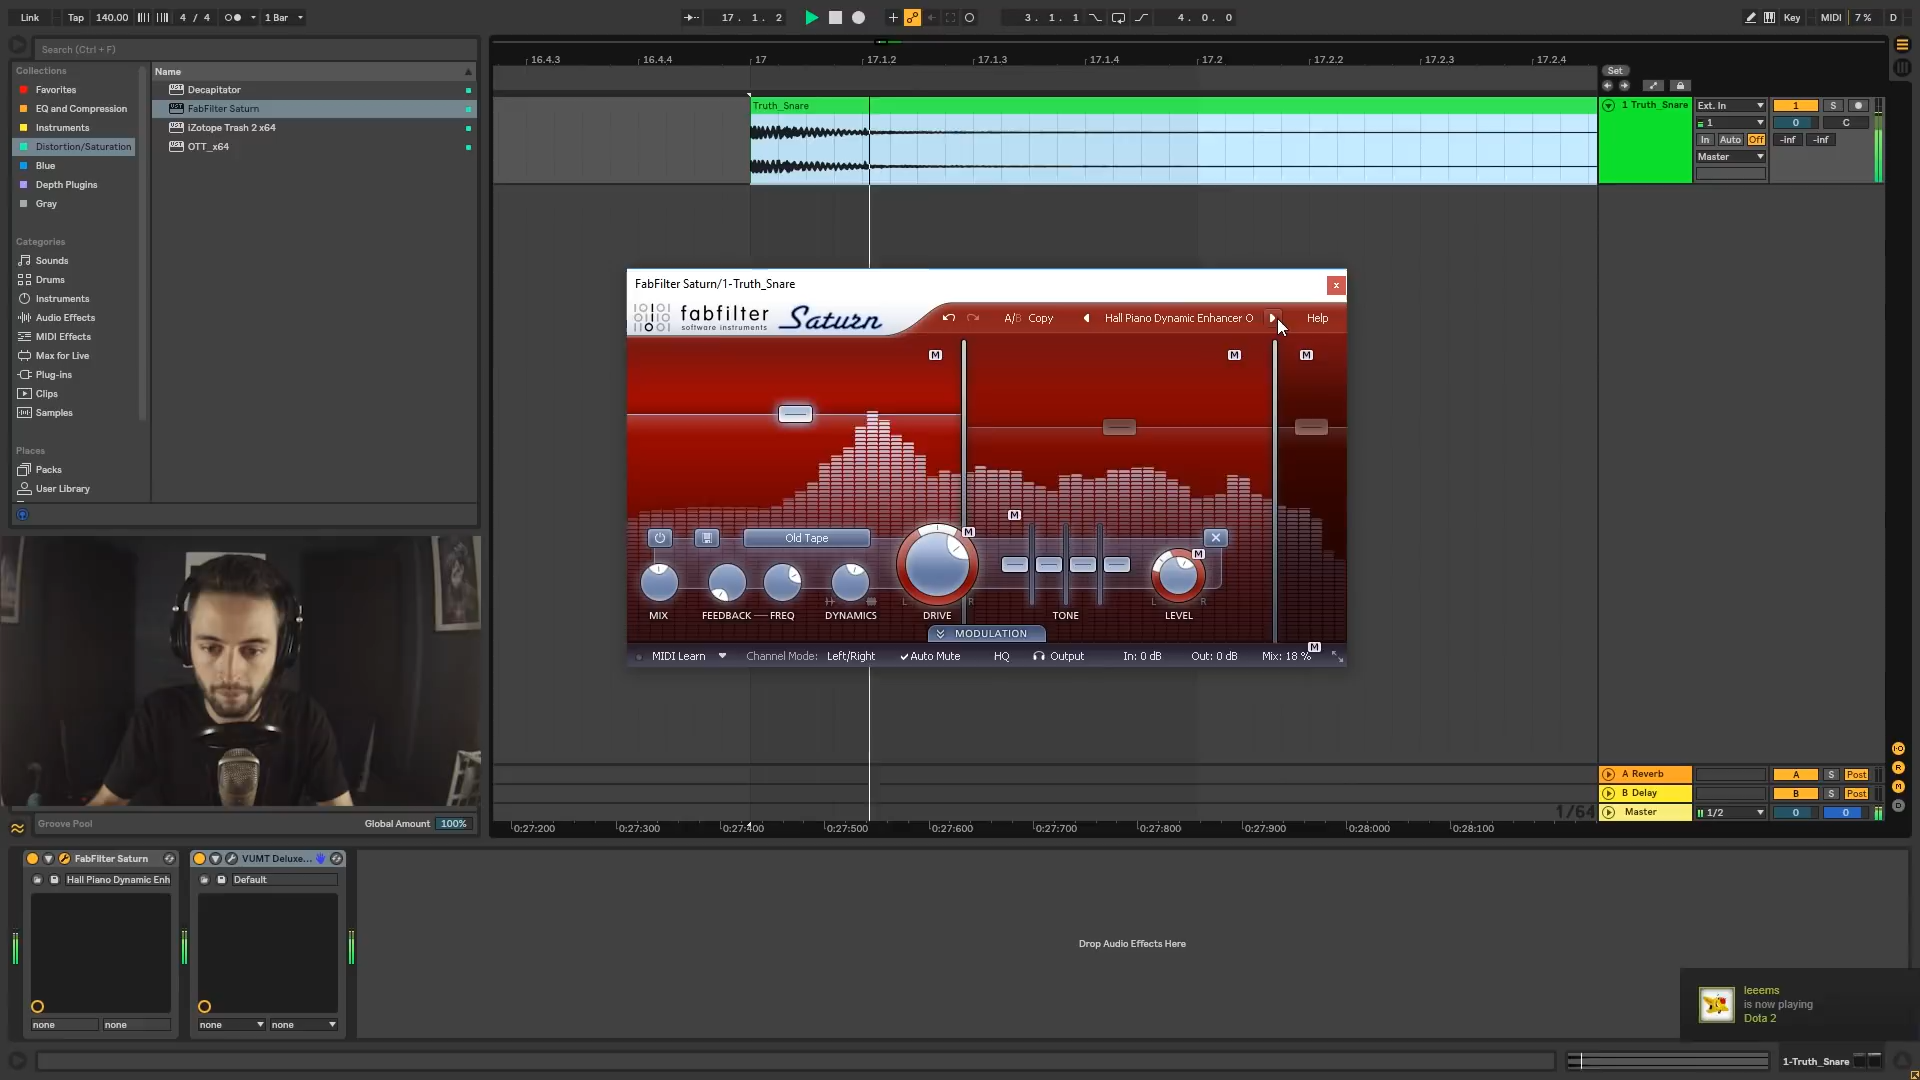 Link Tap 140.00 4 / 4 1 Bar 17 . 1 . 2 3 . 1 . 1 4 . 0 . 0 Key MIDI 7 % D
Search (Ctrl + F)
Collections
Favorites
EQ and Compression
Instruments
Distortion/Saturation
Blue
Depth Plugins
Gray
Categories
Sounds
Drums
Instruments
Audio Effects
MIDI Effects
Max for Live
Plug-ins
Clips
Samples
Places
Packs
User Library
Name
Decapitator
FabFilter Saturn
iZotope Trash 2 x64
OTT_x64
16.4.3 16.4.4 17 17.1.2 17.1.3 17.1.4 17.2 17.2.2 17.2.3 17.2.4
Set
Truth_Snare
1 Truth_Snare Ext. In 1 S
1 0 C
In Auto Off -inf -inf
Master
FabFilter Saturn/1-Truth_Snare x
fabfilter
software instruments
Saturn
A/B Copy Hall Piano Dynamic Enhancer O Help
M M M
M
Old Tape M
M
MIX FEEDBACK FREQ DYNAMICS L DRIVE R TONE L LEVEL R
MODULATION
MIDI Learn Channel Mode: Left/Right Auto Mute HQ Output In: 0 dB Out: 0 dB Mix: 18 % M
A Reverb A S Post
B Delay B S Post
Master 1/2 0 0
1/64
0:27:200 0:27:300 0:27:400 0:27:500 0:27:600 0:27:700 0:27:800 0:27:900 0:28:000 0:28:100
I·O
R
M
D
Groove Pool Global Amount 100%
FabFilter Saturn
Hall Piano Dynamic Enh
none none
VUMT Deluxe...
Default
none none
Drop Audio Effects Here
leeems
is now playing
Dota 2
1-Truth_Snare